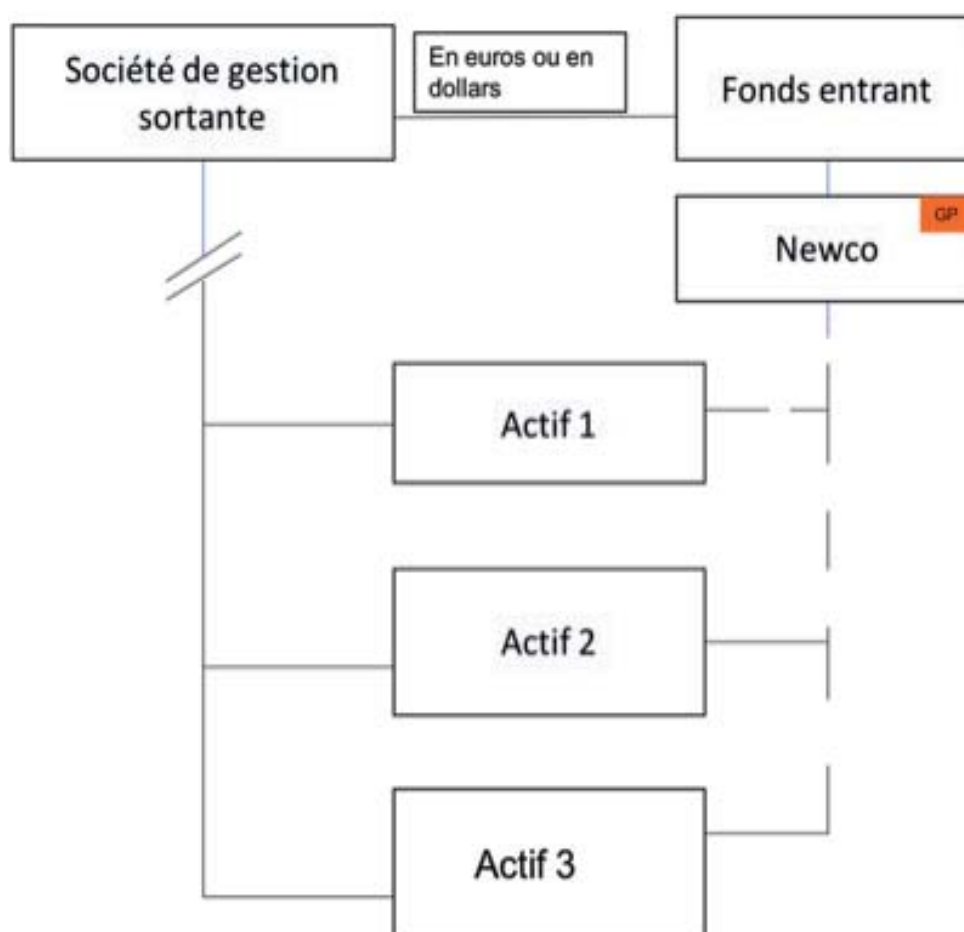 Société de gestion
sortante
En euros ou en
dollars
Fonds entrant
GP
Newco
Actif 1
Actif 2
Actif 3